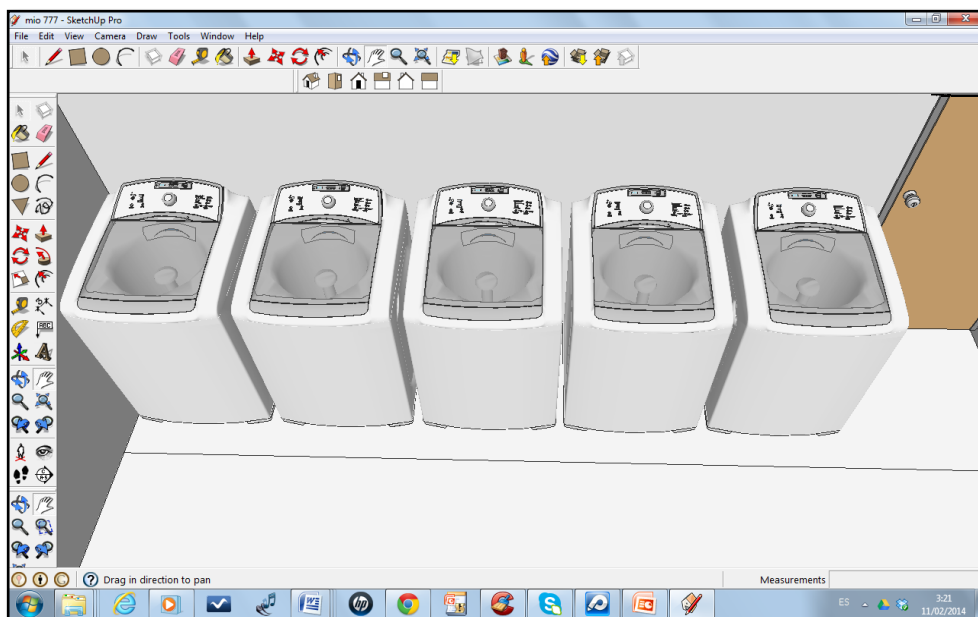 mio 777 - SketchUp Pro
File Edit View Camera Draw Tools Window Help
ABC
Drag in direction to pan
Measurements
ES
3:21
11/02/2014